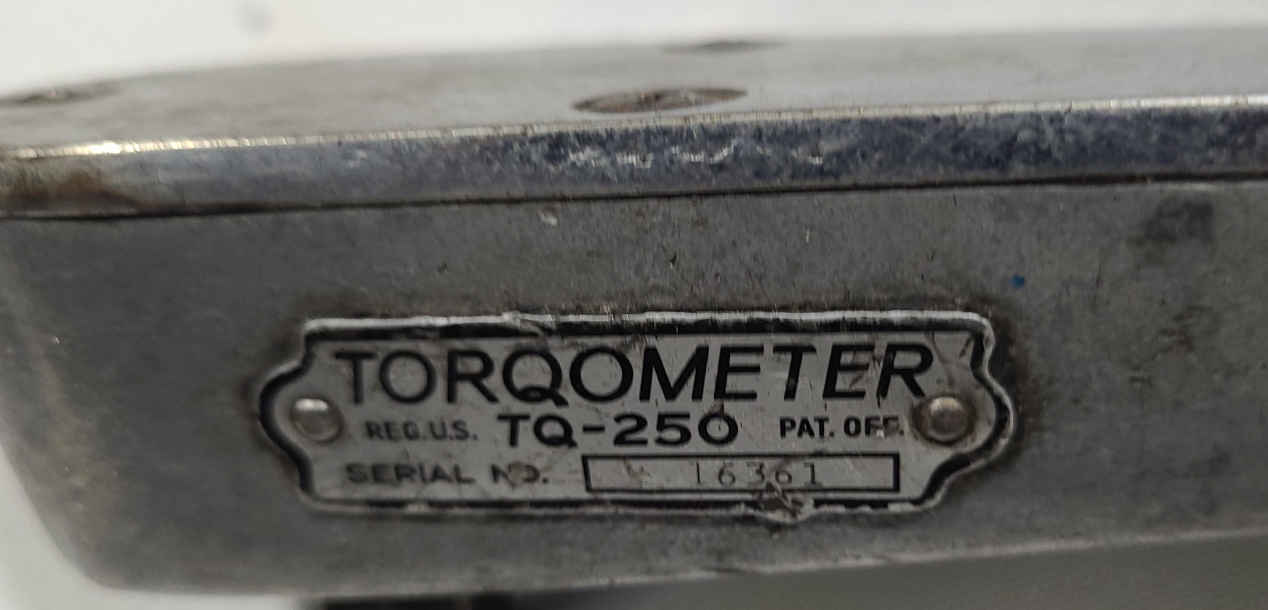 TORQOMETER
REG. U.S. TQ-250 PAT. OFF.
SERIAL NO. 16361